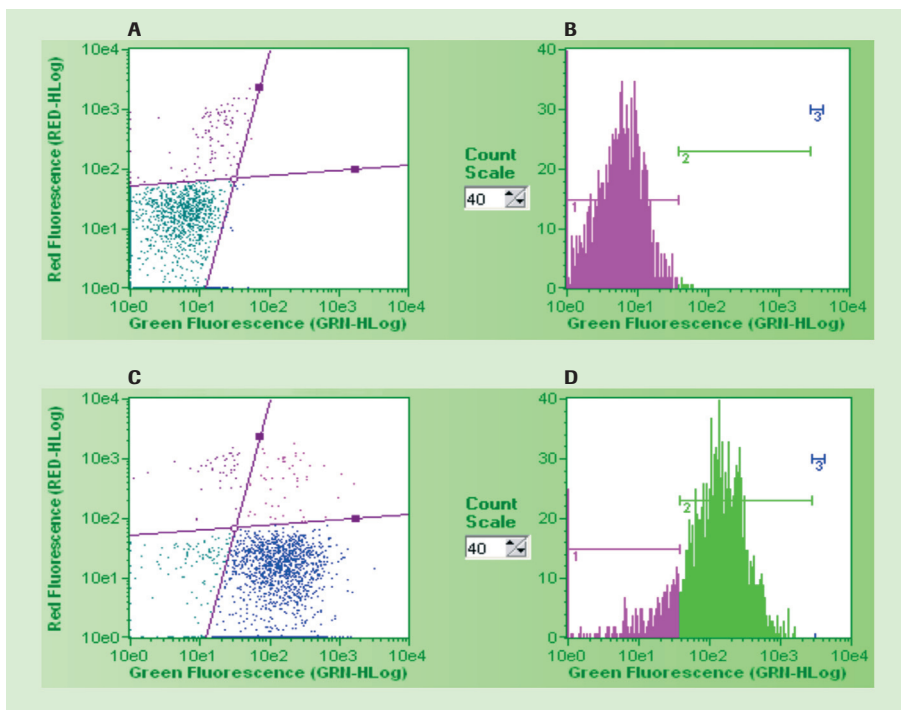 A
Red Fluorescence (RED-HLog)
10e4
10e3
10e2
10e1
10e0
10e0 10e1 10e2 10e3 10e4
Green Fluorescence (GRN-HLog)
Count
Scale
40
B
40
30
20
10
0
1
2
3
10e0 10e1 10e2 10e3 10e4
Green Fluorescence (GRN-HLog)
C
Red Fluorescence (RED-HLog)
10e4
10e3
10e2
10e1
10e0
10e0 10e1 10e2 10e3 10e4
Green Fluorescence (GRN-HLog)
Count
Scale
40
D
40
30
20
10
0
1
2
3
10e0 10e1 10e2 10e3 10e4
Green Fluorescence (GRN-HLog)